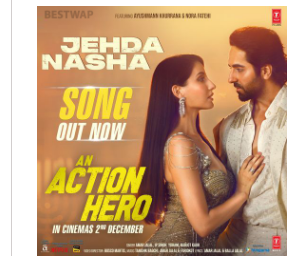 BESTWAP
FEATURING AYUSHMANN KHURRANA & NORA FATEHI
T-SERIES
JEHDA
NASHA
SONG
OUT NOW
AN
ACTION
HERO
IN CINEMAS 2ND DECEMBER